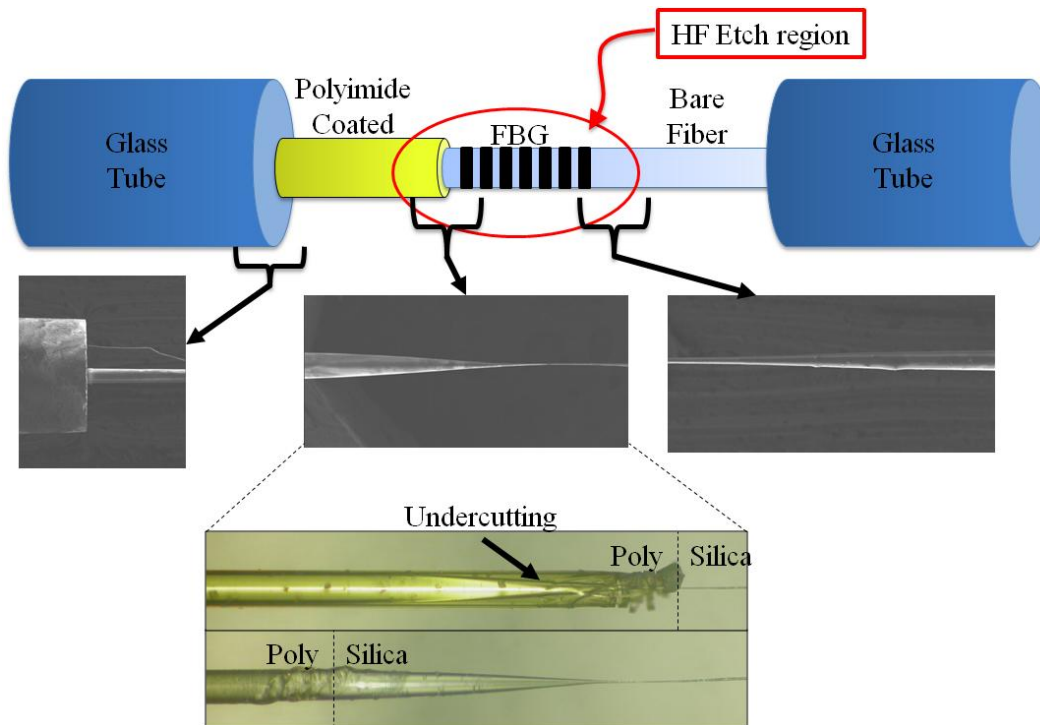 HF Etch region
Polyimide
Coated
Bare
Fiber
FBG
Glass
Tube
Glass
Tube
Undercutting
Poly
Silica
Poly
Silica